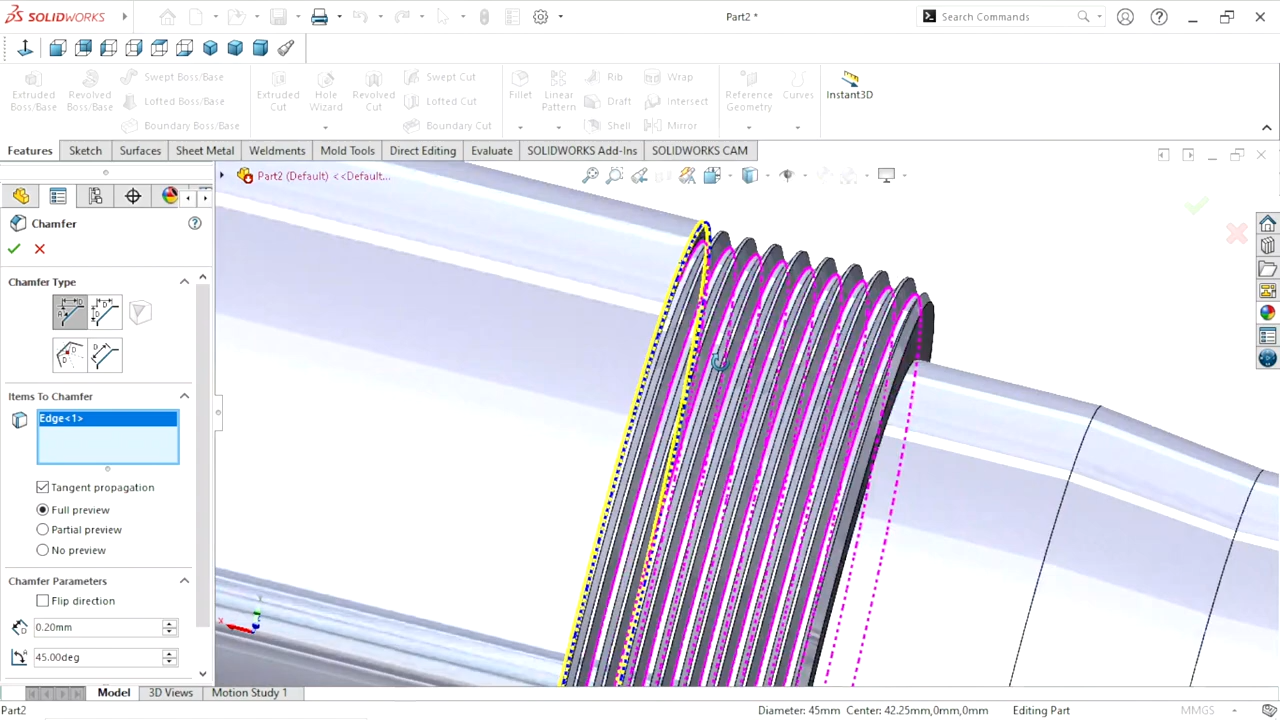 SOLIDWORKS
Part2 *
Search Commands
Extruded Boss/Base
Revolved Boss/Base
Swept Boss/Base
Lofted Boss/Base
Boundary Boss/Base
Extruded Cut
Hole Wizard
Revolved Cut
Swept Cut
Lofted Cut
Boundary Cut
Fillet
Linear Pattern
Rib
Draft
Shell
Wrap
Intersect
Mirror
Reference Geometry
Curves
Instant3D
Features
Sketch
Surfaces
Sheet Metal
Weldments
Mold Tools
Direct Editing
Evaluate
SOLIDWORKS Add-Ins
SOLIDWORKS CAM
Part2 (Default) <<Default...
Chamfer
Chamfer Type
Items To Chamfer
Edge<1>
Tangent propagation
Full preview
Partial preview
No preview
Chamfer Parameters
Flip direction
0.20mm
45.00deg
Model
3D Views
Motion Study 1
Part2
Diameter: 45mm Center: 42.25mm,0mm,0mm
Editing Part
MMGS